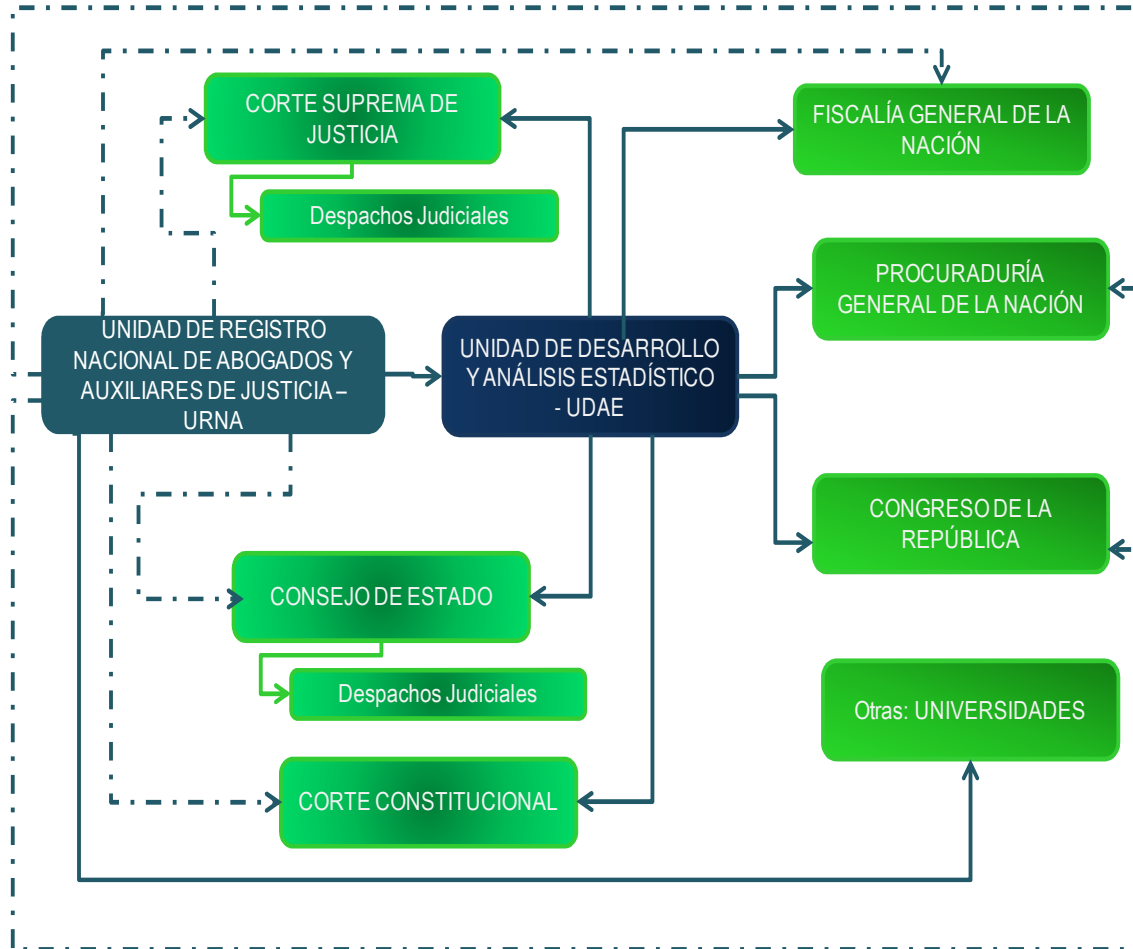 CORTE SUPREMA DE
JUSTICIA
FISCALÍA GENERAL DE LA
NACIÓN
Despachos Judiciales
PROCURADURÍA
GENERAL DE LA NACIÓN
UNIDAD DE REGISTRO
NACIONAL DE ABOGADOS Y
AUXILIARES DE JUSTICIA –
URNA
UNIDAD DE DESARROLLO
Y ANÁLISIS ESTADÍSTICO
- UDAE
CONGRESO DE LA
REPÚBLICA
CONSEJO DE ESTADO
Despachos Judiciales
Otras: UNIVERSIDADES
CORTE CONSTITUCIONAL